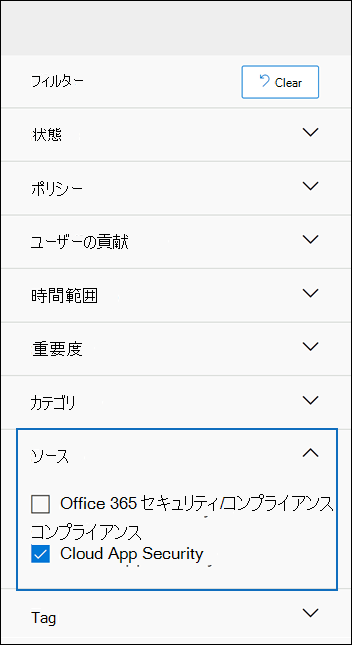 フィルター
Clear
状態
ポリシー
ユーザーの貢献
時間範囲
重要度
カテゴリ
ソース
Office 365 セキュリティ/コンプライアンス
コンプライアンス
Cloud App Security
Tag